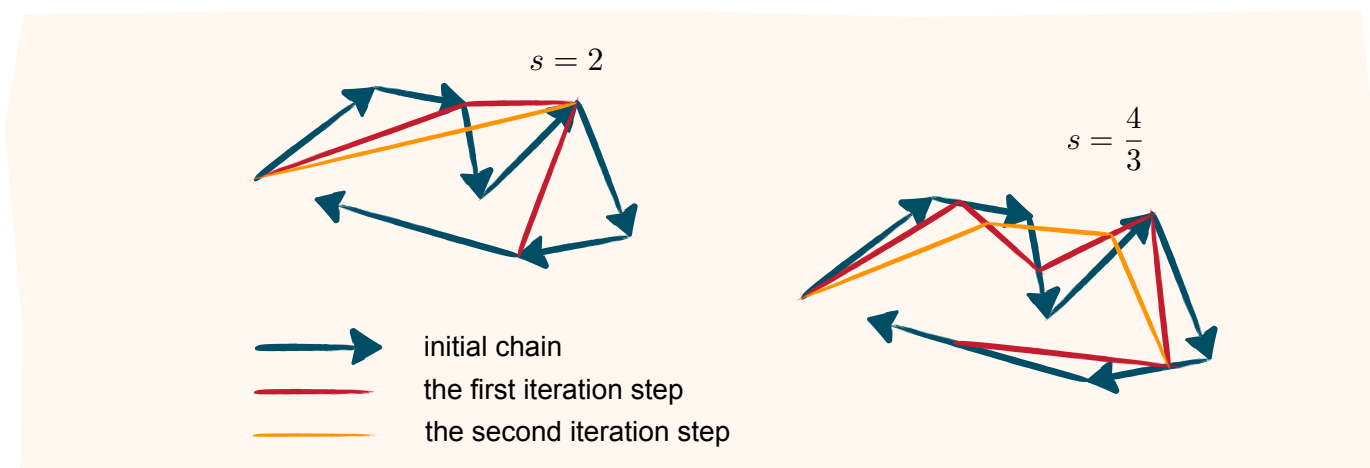 s = 2
s = 4/3
initial chain
the first iteration step
the second iteration step